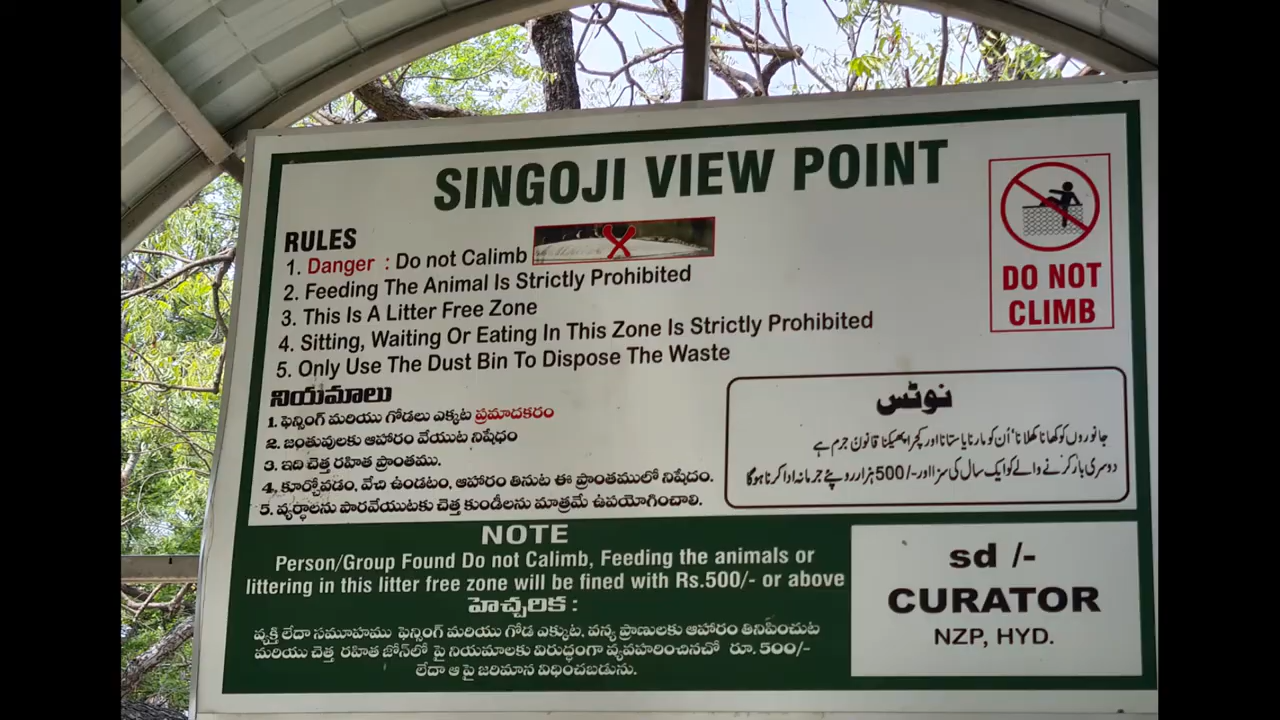 SINGOJI VIEW POINT
RULES
1. Danger : Do not Calimb
2. Feeding The Animal Is Strictly Prohibited
3. This Is A Litter Free Zone
4. Sitting, Waiting Or Eating In This Zone Is Strictly Prohibited
5. Only Use The Dust Bin To Dispose The Waste
DO NOT
CLIMB
నియమాలు
1. ఫెన్సింగ్ మరియు గోడలు ఎక్కుట ప్రమాదకరం
2. జంతువులకు ఆహారం వేయుట నిషేధం
3. ఇది చెత్త రహిత ప్రాంతము.
4. కూర్చోవడం, వేచి ఉండటం, ఆహారం తినుట ఈ ప్రాంతములో నిషేదం.
5. వ్యర్థాలను పారవేయుటకు చెత్త కుండీలను మాత్రమే ఉపయోగించాలి.
نوٹس
جانوروں کو کھانا کھلانا' اُن کو مارنا یا ستانا اور کچرا پھینکنا قانوناً جرم ہے
دوسری بار کرنے والے کو ایک سال کی سزا اور -/500 ہزار روپئے جرمانہ ادا کرنا ہوگا
NOTE
Person/Group Found Do not Calimb, Feeding the animals or
littering in this litter free zone will be fined with Rs.500/- or above
హెచ్చరిక :
వ్యక్తి లేదా సమూహము ఫెన్సింగ్ మరియు గోడ ఎక్కుట, వన్య ప్రాణులకు ఆహారం తినిపించుట
మరియు చెత్త రహిత జోన్‌లో పై నియమాలకు విరుద్ధంగా వ్యవహరించినచో రూ. 500/-
లేదా ఆ పై జరిమాన విధించబడును.
sd /-
CURATOR
NZP, HYD.